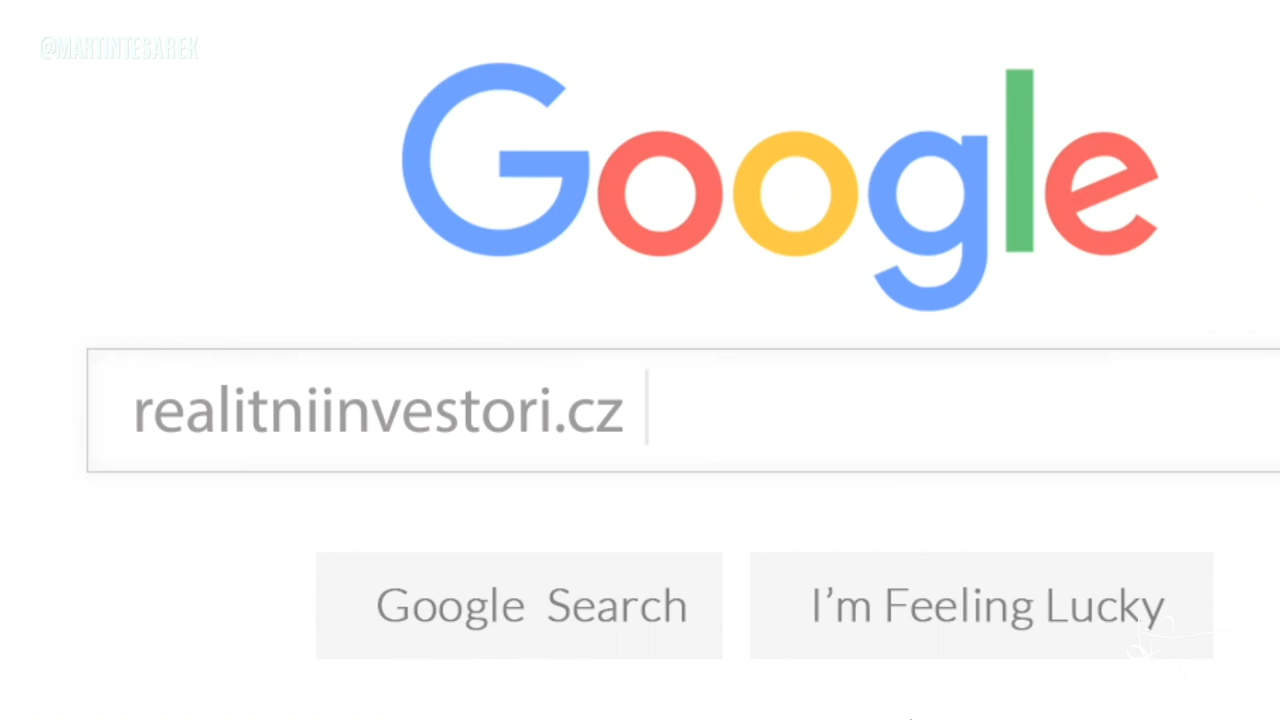 @MARTINTESAREK
Google
realitniinvestori.cz
Google Search
I'm Feeling Lucky